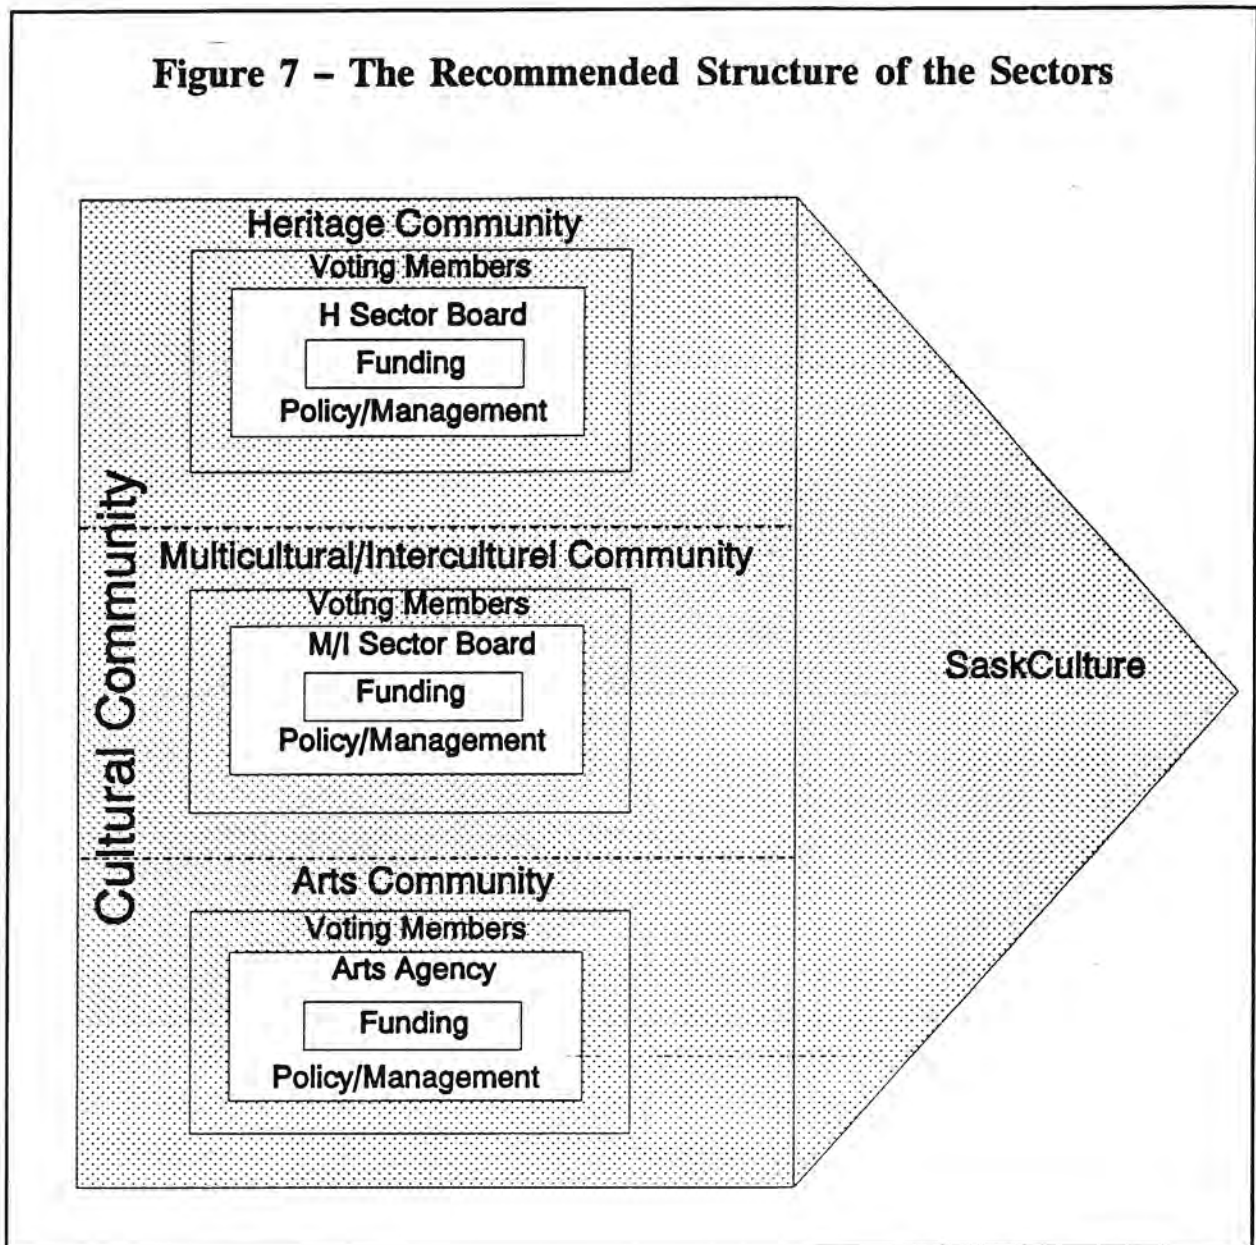 Figure 7 – The Recommended Structure of the Sectors
Cultural Community
Heritage Community
Voting Members
H Sector Board
Funding
Policy/Management
Multicultural/Interculturel Community
Voting Members
M/I Sector Board
Funding
Policy/Management
Arts Community
Voting Members
Arts Agency
Funding
Policy/Management
SaskCulture